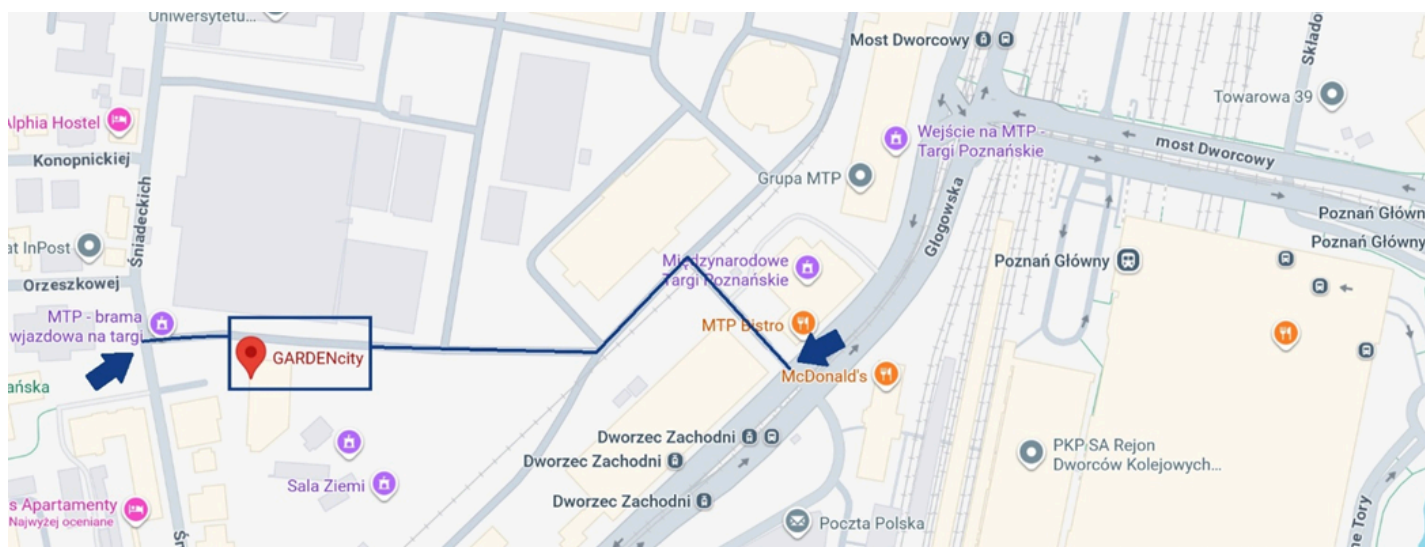 Uniwersytetu...
Most Dworcowy
Składo
Towarowa 39
Alphia Hostel
Wejście na MTP -
Targi Poznańskie
most Dworcowy
Konopnickiej
Grupa MTP
Głogowska
Śniadeckich
Poznań Główn
Poznań Główny
at InPost
Międzynarodowe
Targi Poznańskie
Poznań Główny
Orzeszkowej
MTP - brama
wjazdowa na targi
MTP Bistro
GARDENcity
McDonald's
ańska
Dworzec Zachodni
Dworzec Zachodni
PKP SA Rejon
Dworców Kolejowych...
Sala Ziemi
Dworzec Zachodni
s Apartamenty
Najwyżej oceniane
Poczta Polska
ne Tory